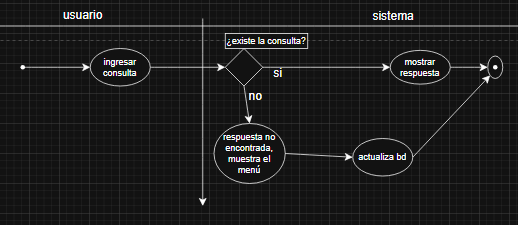 usuario
sistema
¿existe la consulta?
ingresar
consulta
si
mostrar
respuesta
no
respuesta no
encontrada,
muestra el
menú
actualiza bd